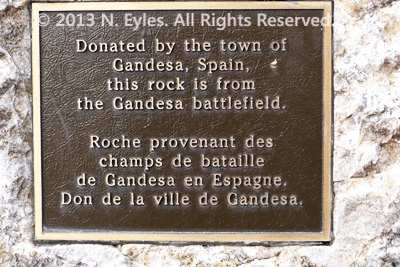 © 2013 N. Eyles. All Rights Reserved.
Donated by the town of
Gandesa, Spain,
this rock is from
the Gandesa battlefield.
Roche provenant des
champs de bataille
de Gandesa en Espagne.
Don de la ville de Gandesa.